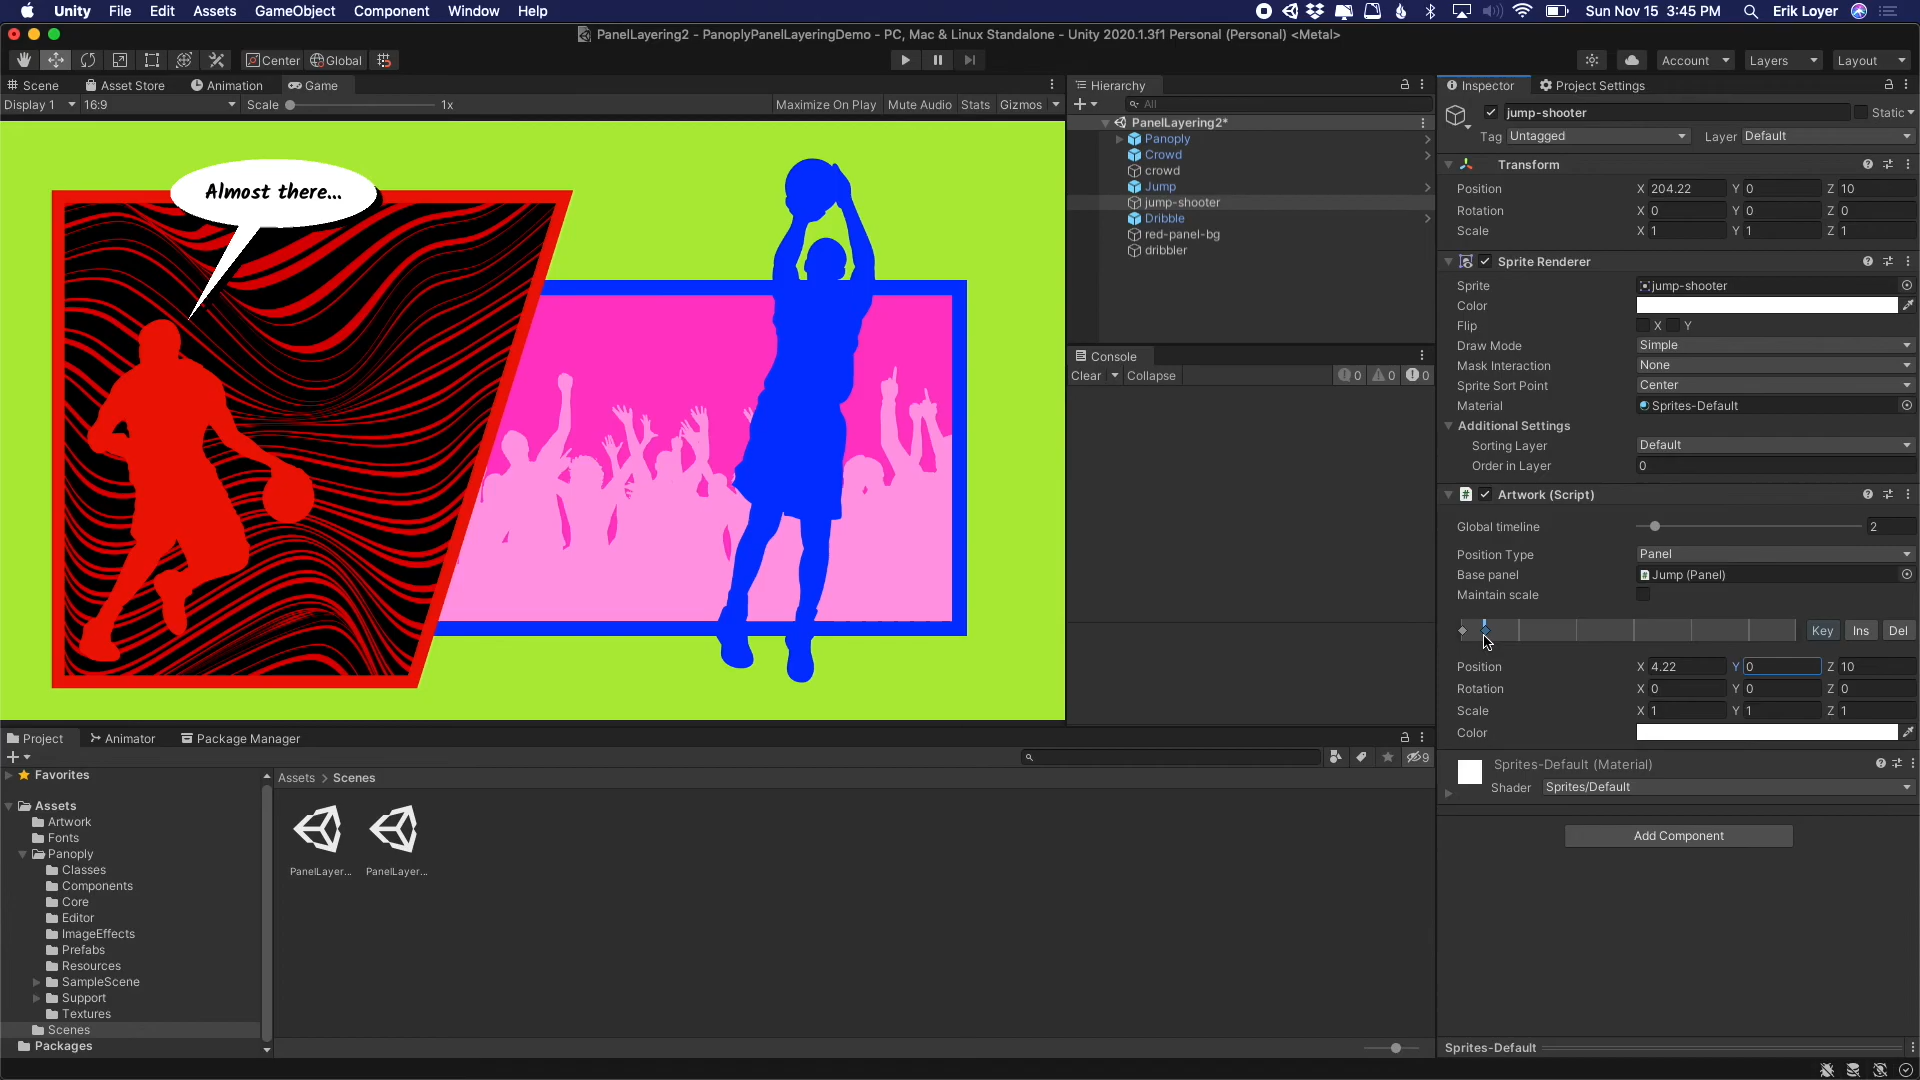 Unity File Edit Assets GameObject Component Window Help
Sun Nov 15 3:45 PM Erik Loyer
PanelLayering2 - PanoplyPanelLayeringDemo - PC, Mac & Linux Standalone - Unity 2020.1.3f1 Personal (Personal) <Metal>
Center Global
Account Layers Layout
Scene Asset Store Animation Game
Display 1 16:9 Scale 1x Maximize On Play Mute Audio Stats Gizmos
Almost there...
Hierarchy
All
PanelLayering2*
Panoply
Crowd
crowd
Jump
jump-shooter
Dribble
red-panel-bg
dribbler
Console
Clear Collapse 0 0 0
Inspector Project Settings
jump-shooter Static
Tag Untagged Layer Default
Transform
Position X 204.22 Y 0 Z 10
Rotation X 0 Y 0 Z 0
Scale X 1 Y 1 Z 1
Sprite Renderer
Sprite jump-shooter
Color
Flip X Y
Draw Mode Simple
Mask Interaction None
Sprite Sort Point Center
Material Sprites-Default
Additional Settings
Sorting Layer Default
Order in Layer 0
Artwork (Script)
Global timeline 2
Position Type Panel
Base panel Jump (Panel)
Maintain scale
Key Ins Del
Position X 4.22 Y 0 Z 10
Rotation X 0 Y 0 Z 0
Scale X 1 Y 1 Z 1
Color
Sprites-Default (Material)
Shader Sprites/Default
Add Component
Sprites-Default
Project Animator Package Manager
9
Favorites
Assets
Artwork
Fonts
Panoply
Classes
Components
Core
Editor
ImageEffects
Prefabs
Resources
SampleScene
Support
Textures
Scenes
Packages
Assets > Scenes
PanelLayer... PanelLayer...